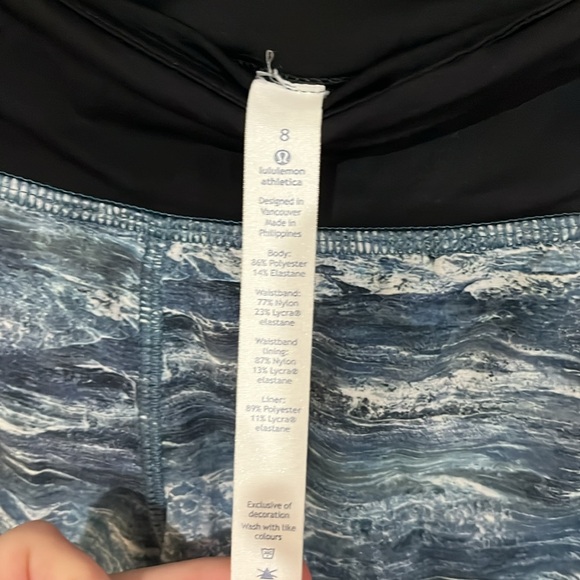 8
lululemon
athletica
Designed in
Vancouver
Made in
Philippines
Body:
86% Polyester
14% Elastane
Waistband:
77% Nylon
23% Lycra®
elastane
Waistband
lining:
87% Nylon
13% Lycra®
elastane
Liner:
89% Polyester
11% Lycra®
elastane
Exclusive of
decoration
Wash with like
colours